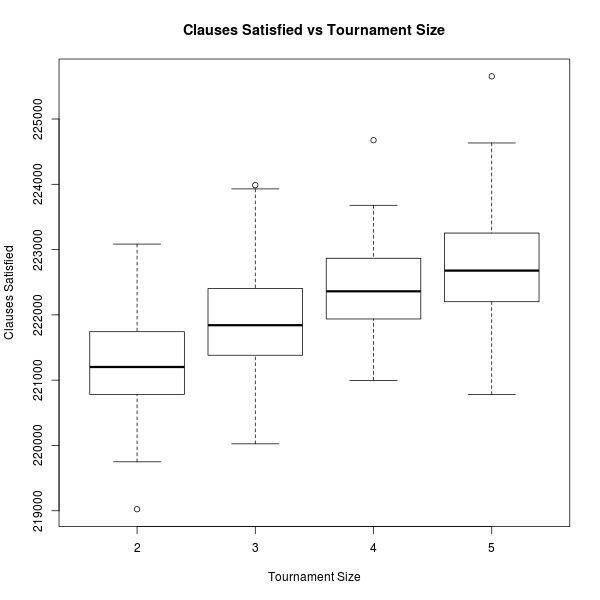 Clauses Satisfied vs Tournament Size
Clauses Satisfied
225000
224000
223000
222000
221000
220000
219000
2 3 4 5
Tournament Size